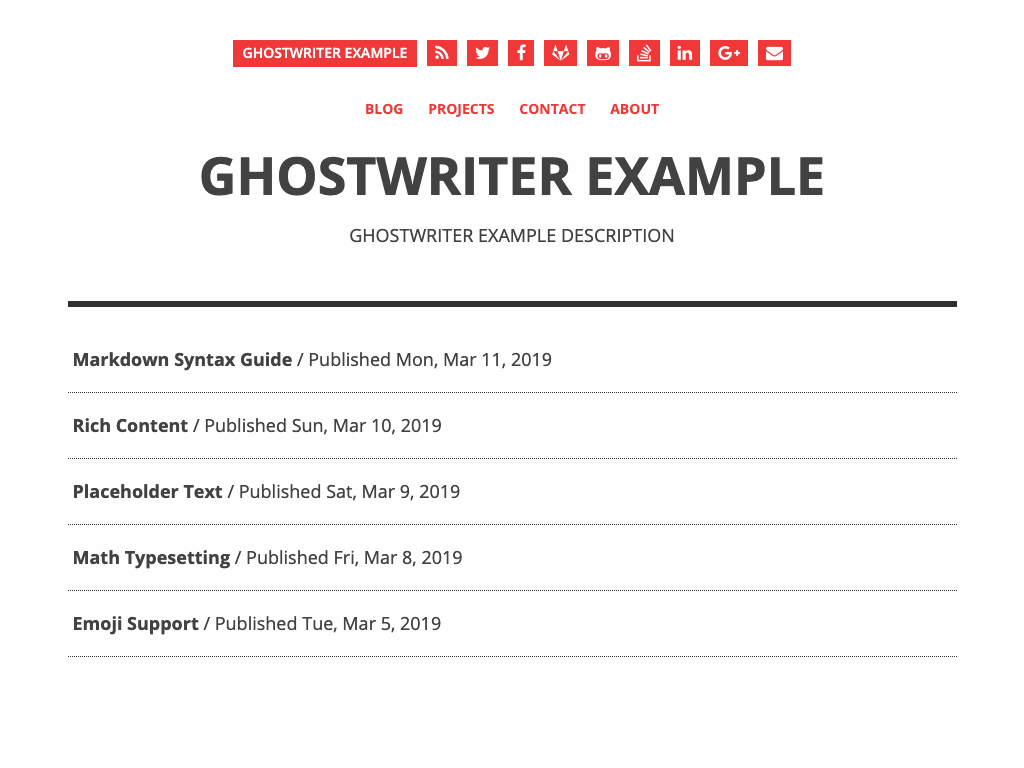 GHOSTWRITER EXAMPLE
BLOG PROJECTS CONTACT ABOUT
GHOSTWRITER EXAMPLE
GHOSTWRITER EXAMPLE DESCRIPTION
Markdown Syntax Guide / Published Mon, Mar 11, 2019
Rich Content / Published Sun, Mar 10, 2019
Placeholder Text / Published Sat, Mar 9, 2019
Math Typesetting / Published Fri, Mar 8, 2019
Emoji Support / Published Tue, Mar 5, 2019